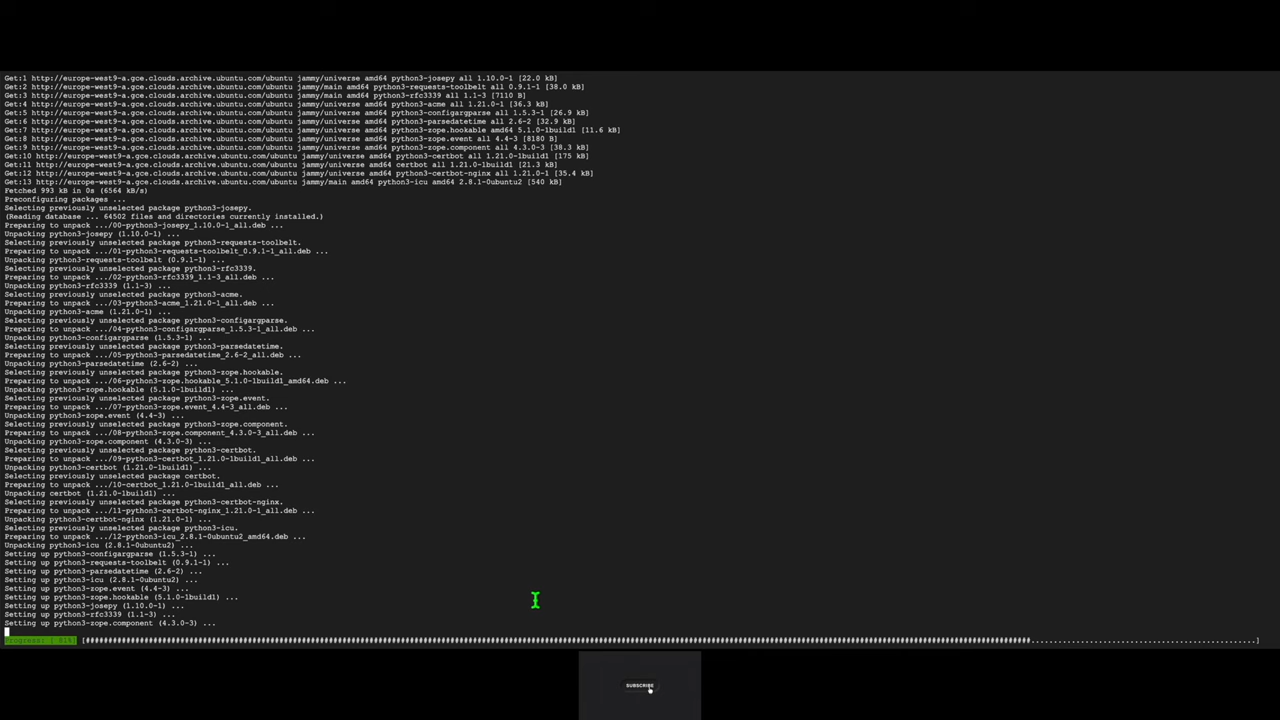 Get:1 http://europe-west9-a.gce.clouds.archive.ubuntu.com/ubuntu jammy/universe amd64 python3-josepy all 1.10.0-1 [22.0 kB]
Get:2 http://europe-west9-a.gce.clouds.archive.ubuntu.com/ubuntu jammy/main amd64 python3-requests-toolbelt all 0.9.1-1 [38.0 kB]
Get:3 http://europe-west9-a.gce.clouds.archive.ubuntu.com/ubuntu jammy/main amd64 python3-rfc3339 all 1.1-3 [7110 B]
Get:4 http://europe-west9-a.gce.clouds.archive.ubuntu.com/ubuntu jammy/universe amd64 python3-acme all 1.21.0-1 [36.3 kB]
Get:5 http://europe-west9-a.gce.clouds.archive.ubuntu.com/ubuntu jammy/universe amd64 python3-configargparse all 1.5.3-1 [26.9 kB]
Get:6 http://europe-west9-a.gce.clouds.archive.ubuntu.com/ubuntu jammy/universe amd64 python3-parsedatetime all 2.6-2 [32.9 kB]
Get:7 http://europe-west9-a.gce.clouds.archive.ubuntu.com/ubuntu jammy/universe amd64 python3-zope.hookable amd64 5.1.0-1build1 [11.6 kB]
Get:8 http://europe-west9-a.gce.clouds.archive.ubuntu.com/ubuntu jammy/universe amd64 python3-zope.event all 4.4-3 [8180 B]
Get:9 http://europe-west9-a.gce.clouds.archive.ubuntu.com/ubuntu jammy/universe amd64 python3-zope.component all 4.3.0-3 [38.3 kB]
Get:10 http://europe-west9-a.gce.clouds.archive.ubuntu.com/ubuntu jammy/universe amd64 python3-certbot all 1.21.0-1build1 [175 kB]
Get:11 http://europe-west9-a.gce.clouds.archive.ubuntu.com/ubuntu jammy/universe amd64 certbot all 1.21.0-1build1 [21.3 kB]
Get:12 http://europe-west9-a.gce.clouds.archive.ubuntu.com/ubuntu jammy/universe amd64 python3-certbot-nginx all 1.21.0-1 [35.4 kB]
Get:13 http://europe-west9-a.gce.clouds.archive.ubuntu.com/ubuntu jammy/main amd64 python3-icu amd64 2.8.1-0ubuntu2 [540 kB]
Fetched 993 kB in 0s (6564 kB/s)
Preconfiguring packages ...
Selecting previously unselected package python3-josepy.
(Reading database ... 64502 files and directories currently installed.)
Preparing to unpack .../00-python3-josepy_1.10.0-1_all.deb ...
Unpacking python3-josepy (1.10.0-1) ...
Selecting previously unselected package python3-requests-toolbelt.
Preparing to unpack .../01-python3-requests-toolbelt_0.9.1-1_all.deb ...
Unpacking python3-requests-toolbelt (0.9.1-1) ...
Selecting previously unselected package python3-rfc3339.
Preparing to unpack .../02-python3-rfc3339_1.1-3_all.deb ...
Unpacking python3-rfc3339 (1.1-3) ...
Selecting previously unselected package python3-acme.
Preparing to unpack .../03-python3-acme_1.21.0-1_all.deb ...
Unpacking python3-acme (1.21.0-1) ...
Selecting previously unselected package python3-configargparse.
Preparing to unpack .../04-python3-configargparse_1.5.3-1_all.deb ...
Unpacking python3-configargparse (1.5.3-1) ...
Selecting previously unselected package python3-parsedatetime.
Preparing to unpack .../05-python3-parsedatetime_2.6-2_all.deb ...
Unpacking python3-parsedatetime (2.6-2) ...
Selecting previously unselected package python3-zope.hookable.
Preparing to unpack .../06-python3-zope.hookable_5.1.0-1build1_amd64.deb ...
Unpacking python3-zope.hookable (5.1.0-1build1) ...
Selecting previously unselected package python3-zope.event.
Preparing to unpack .../07-python3-zope.event_4.4-3_all.deb ...
Unpacking python3-zope.event (4.4-3) ...
Selecting previously unselected package python3-zope.component.
Preparing to unpack .../08-python3-zope.component_4.3.0-3_all.deb ...
Unpacking python3-zope.component (4.3.0-3) ...
Selecting previously unselected package python3-certbot.
Preparing to unpack .../09-python3-certbot_1.21.0-1build1_all.deb ...
Unpacking python3-certbot (1.21.0-1build1) ...
Selecting previously unselected package certbot.
Preparing to unpack .../10-certbot_1.21.0-1build1_all.deb ...
Unpacking certbot (1.21.0-1build1) ...
Selecting previously unselected package python3-certbot-nginx.
Preparing to unpack .../11-python3-certbot-nginx_1.21.0-1_all.deb ...
Unpacking python3-certbot-nginx (1.21.0-1) ...
Selecting previously unselected package python3-icu.
Preparing to unpack .../12-python3-icu_2.8.1-0ubuntu2_amd64.deb ...
Unpacking python3-icu (2.8.1-0ubuntu2) ...
Setting up python3-configargparse (1.5.3-1) ...
Setting up python3-requests-toolbelt (0.9.1-1) ...
Setting up python3-parsedatetime (2.6-2) ...
Setting up python3-icu (2.8.1-0ubuntu2) ...
Setting up python3-zope.event (4.4-3) ...
Setting up python3-zope.hookable (5.1.0-1build1) ...
Setting up python3-josepy (1.10.0-1) ...
Setting up python3-rfc3339 (1.1-3) ...
Setting up python3-zope.component (4.3.0-3) ...
Progress:
SUBSCRIBE